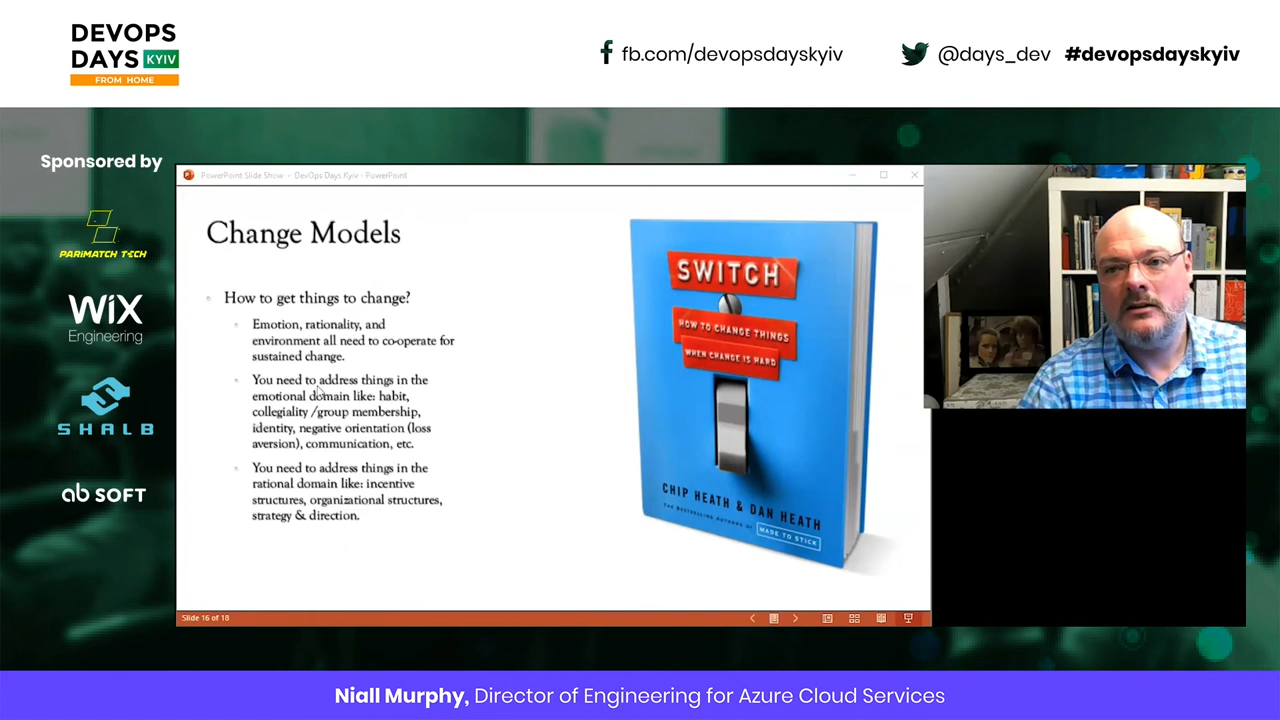 DEVOPS
DAYS KYIV
FROM HOME
fb.com/devopsdayskyiv
@days_dev
#devopsdayskyiv
Sponsored by
PARIMATCH TECH
WiX
Engineering
SHALB
ab SOFT
PowerPoint Slide Show - DevOps Days Kyiv - PowerPoint
Change Models
How to get things to change?
Emotion, rationality, and
environment all need to co-operate for
sustained change.
You need to address things in the
emotional domain like: habit,
collegiality /group membership,
identity, negative orientation (loss
aversion), communication, etc.
You need to address things in the
rational domain like: incentive
structures, organizational structures,
strategy & direction.
SWITCH
HOW TO CHANGE THINGS
WHEN CHANGE IS HARD
CHIP HEATH & DAN HEATH
THE BESTSELLING AUTHORS OF MADE TO STICK
Slide 16 of 18
Niall Murphy, Director of Engineering for Azure Cloud Services